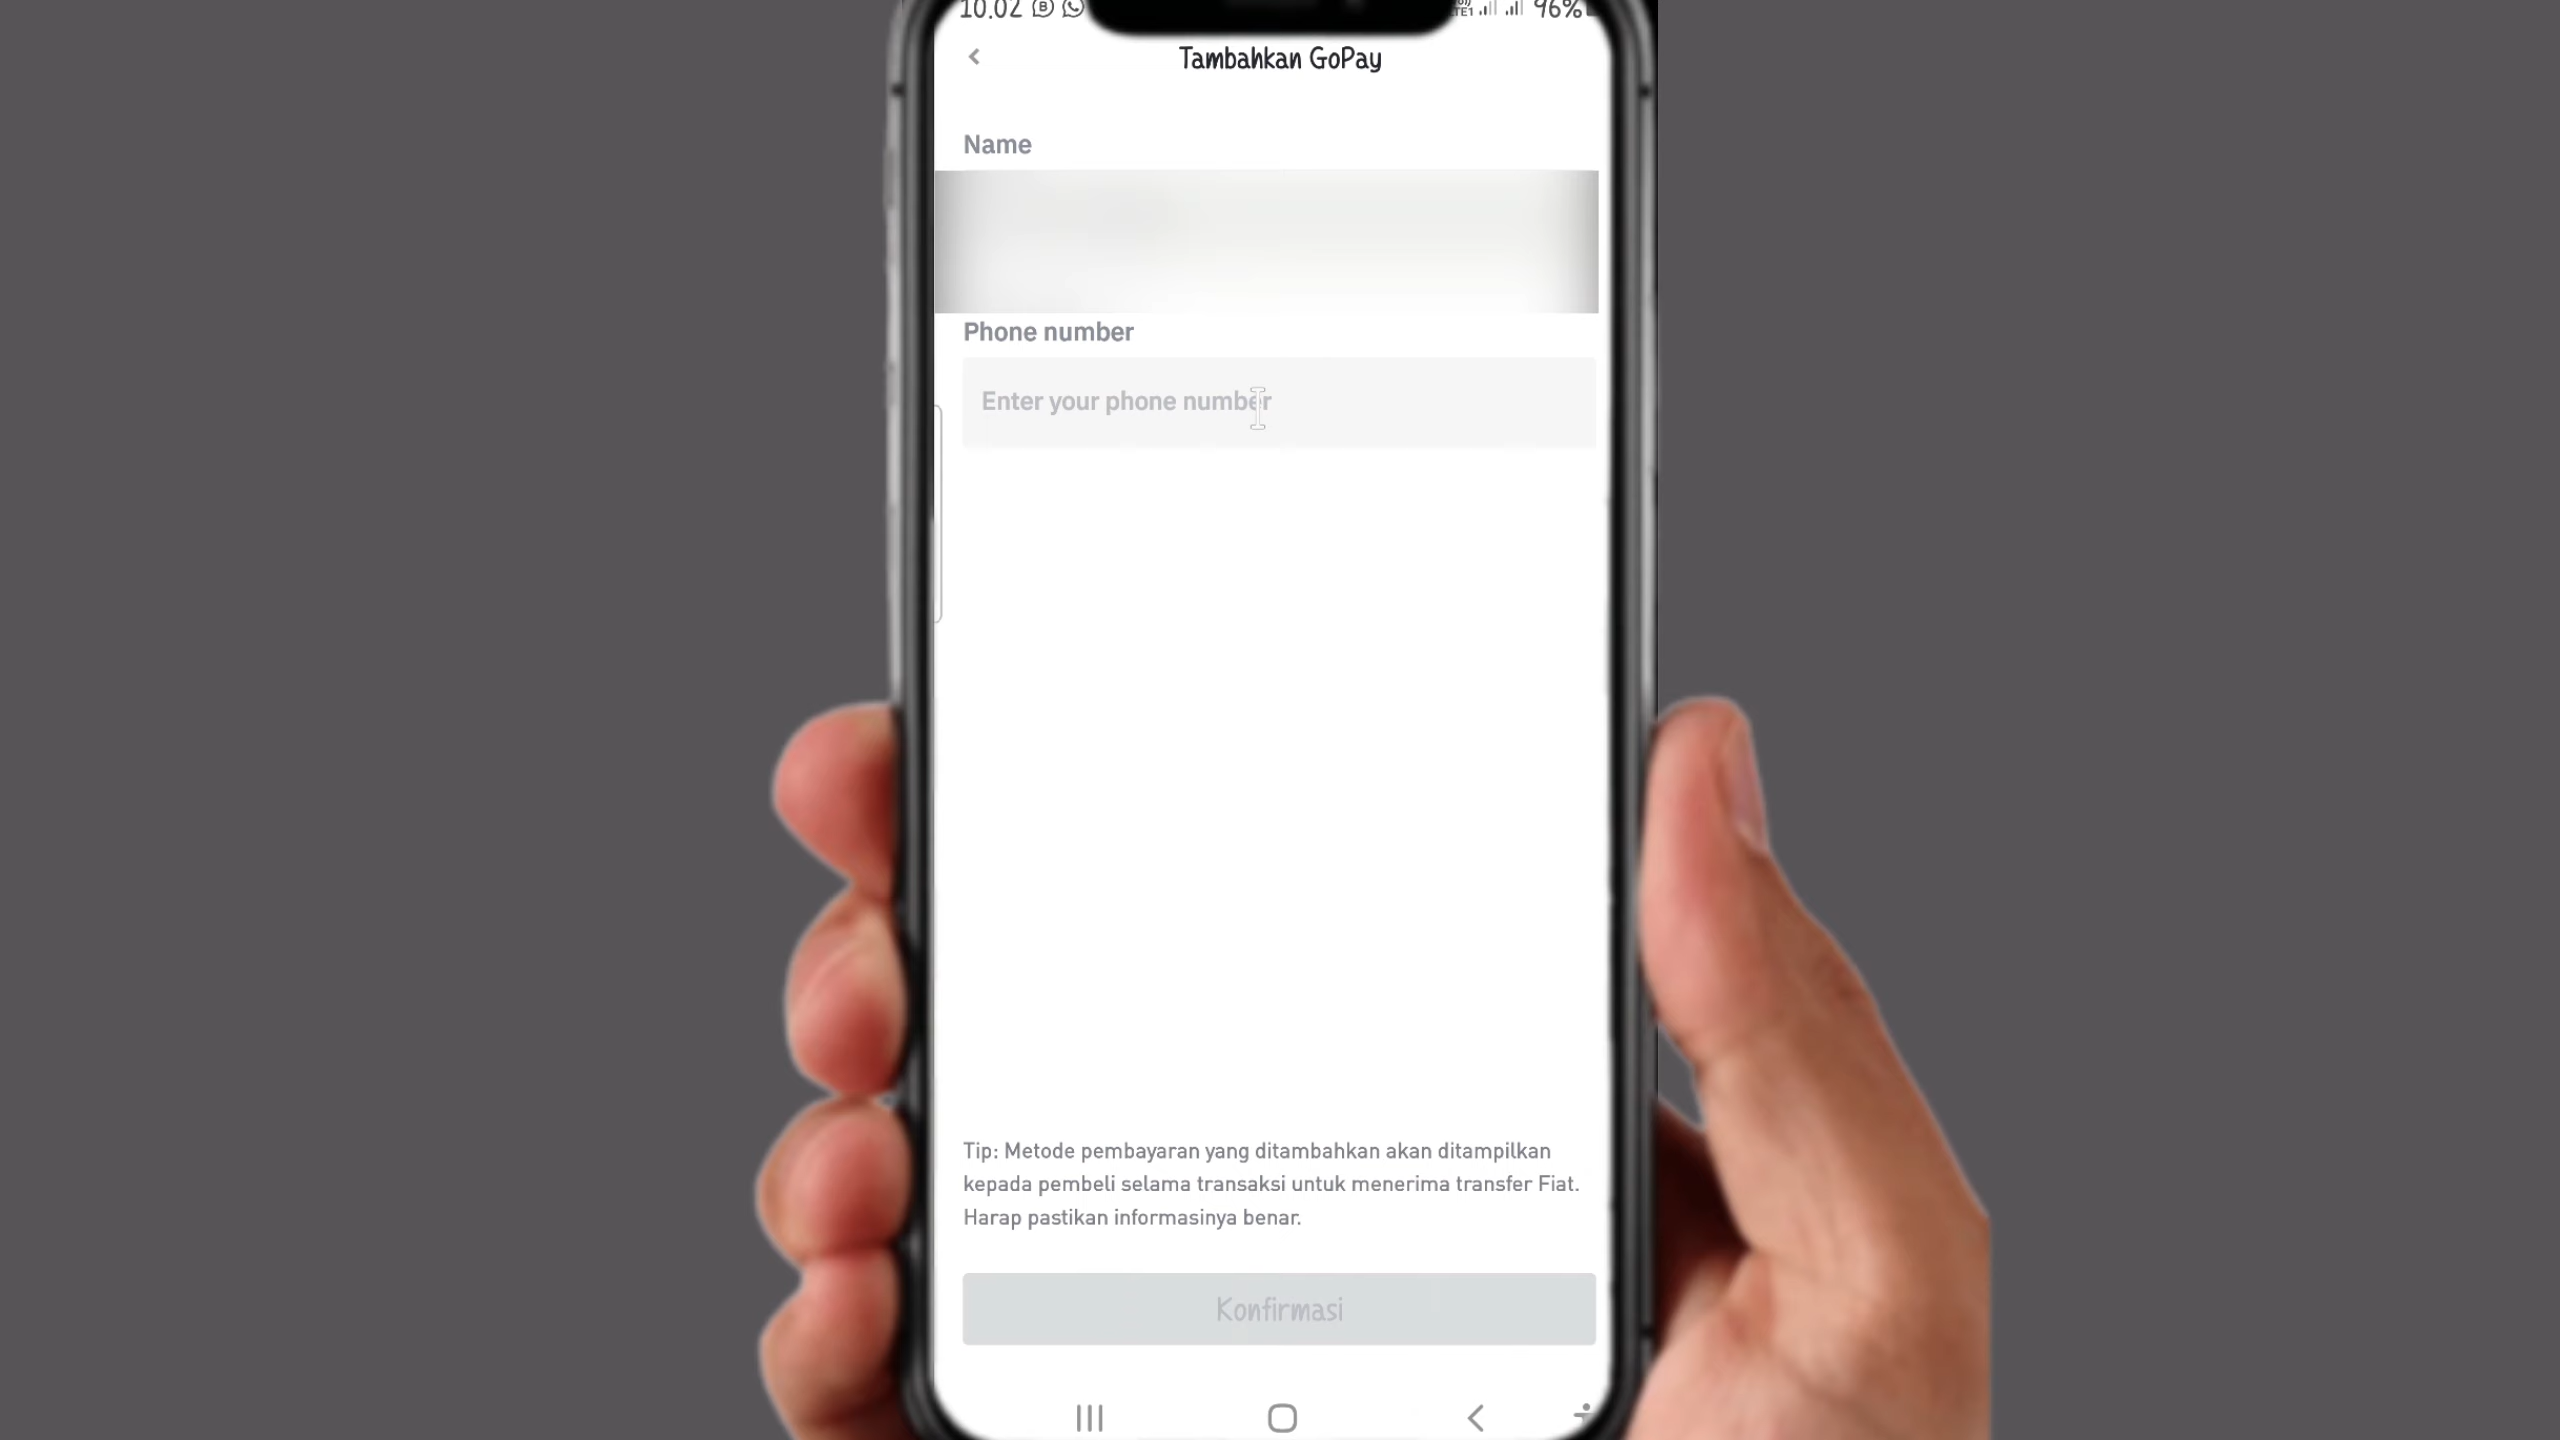 10.02 96%
Tambahkan GoPay
Name
Phone number
Enter your phone number
Tip: Metode pembayaran yang ditambahkan akan ditampilkan
kepada pembeli selama transaksi untuk menerima transfer Fiat.
Harap pastikan informasinya benar.
Konfirmasi